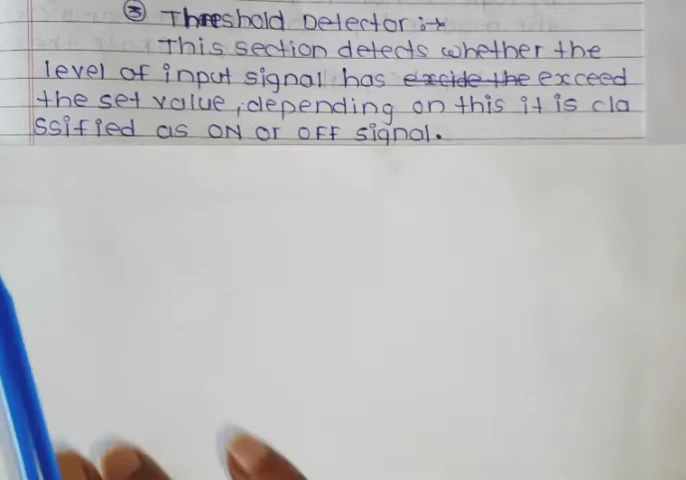 ③ Threshold Detector :-x
This section detects whether the
level of input signal has excide the exceed
the set value, depending on this it is cla
ssified as ON or OFF signal.